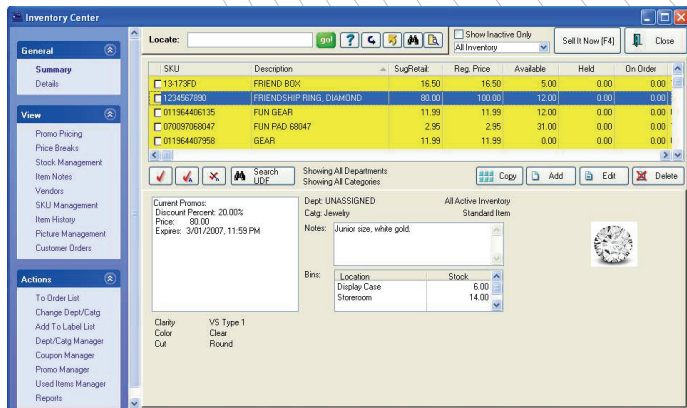 Inventory Center
Locate: go! ? Show Inactive Only Sell It Now [F4] Close
All Inventory
General
Summary
Details
View
Promo Pricing
Price Breaks
Stock Management
Item Notes
Vendors
SKU Management
Item History
Picture Management
Customer Orders
Actions
To Order List
Change Dept/Catg
Add To Label List
Dept/Catg Manager
Coupon Manager
Promo Manager
Used Items Manager
Reports
SKU Description SugRetail: Reg. Price Available Held On Order
13-173FD FRIEND BOX 16.50 16.50 5.00 0.00 0.00
1234567890 FRIENDSHIP RING, DIAMOND 80.00 100.00 12.00 0.00 0.00
011964406135 FUN GEAR 11.99 11.99 12.00 0.00 0.00
070097068047 FUN PAD 68047 2.95 2.95 31.00 0.00 0.00
011964407958 GEAR 11.99 11.99 0.00 0.00 0.00
Search UDF
Showing All Departments
Showing All Categories
Copy Add Edit Delete
Current Promos:
Discount Percent: 20.00%
Price: 80.00
Expires: 3/01/2007, 11:59 PM
Dept: UNASSIGNED All Active Inventory
Catg: Jewelry Standard Item
Notes: Junior size, white gold.
Bins: Location Stock
Display Case 6.00
Storeroom 14.00
Clarity VS Type 1
Color Clear
Cut Round